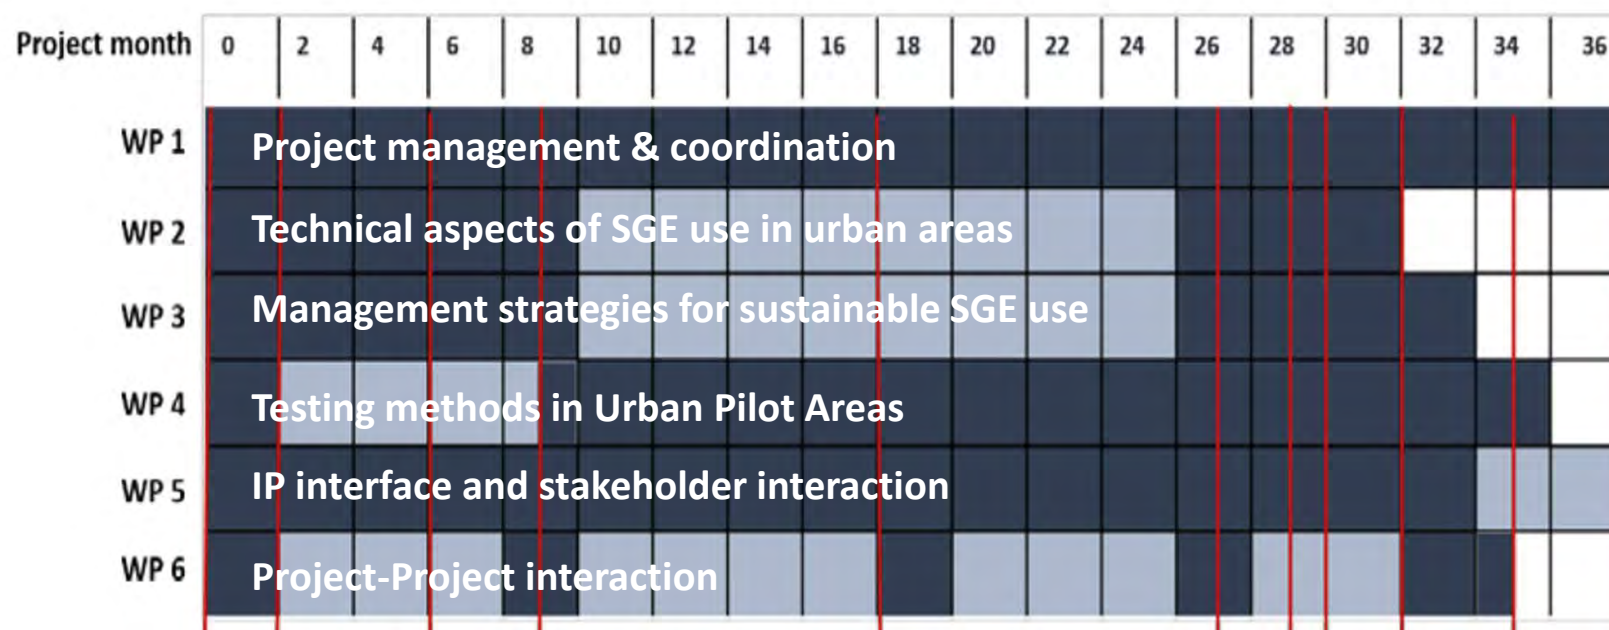 Project month 0 2 4 6 8 10 12 14 16 18 20 22 24 26 28 30 32 34 36
WP 1 Project management & coordination
WP 2 Technical aspects of SGE use in urban areas
WP 3 Management strategies for sustainable SGE use
WP 4 Testing methods in Urban Pilot Areas
WP 5 IP interface and stakeholder interaction
WP 6 Project-Project interaction